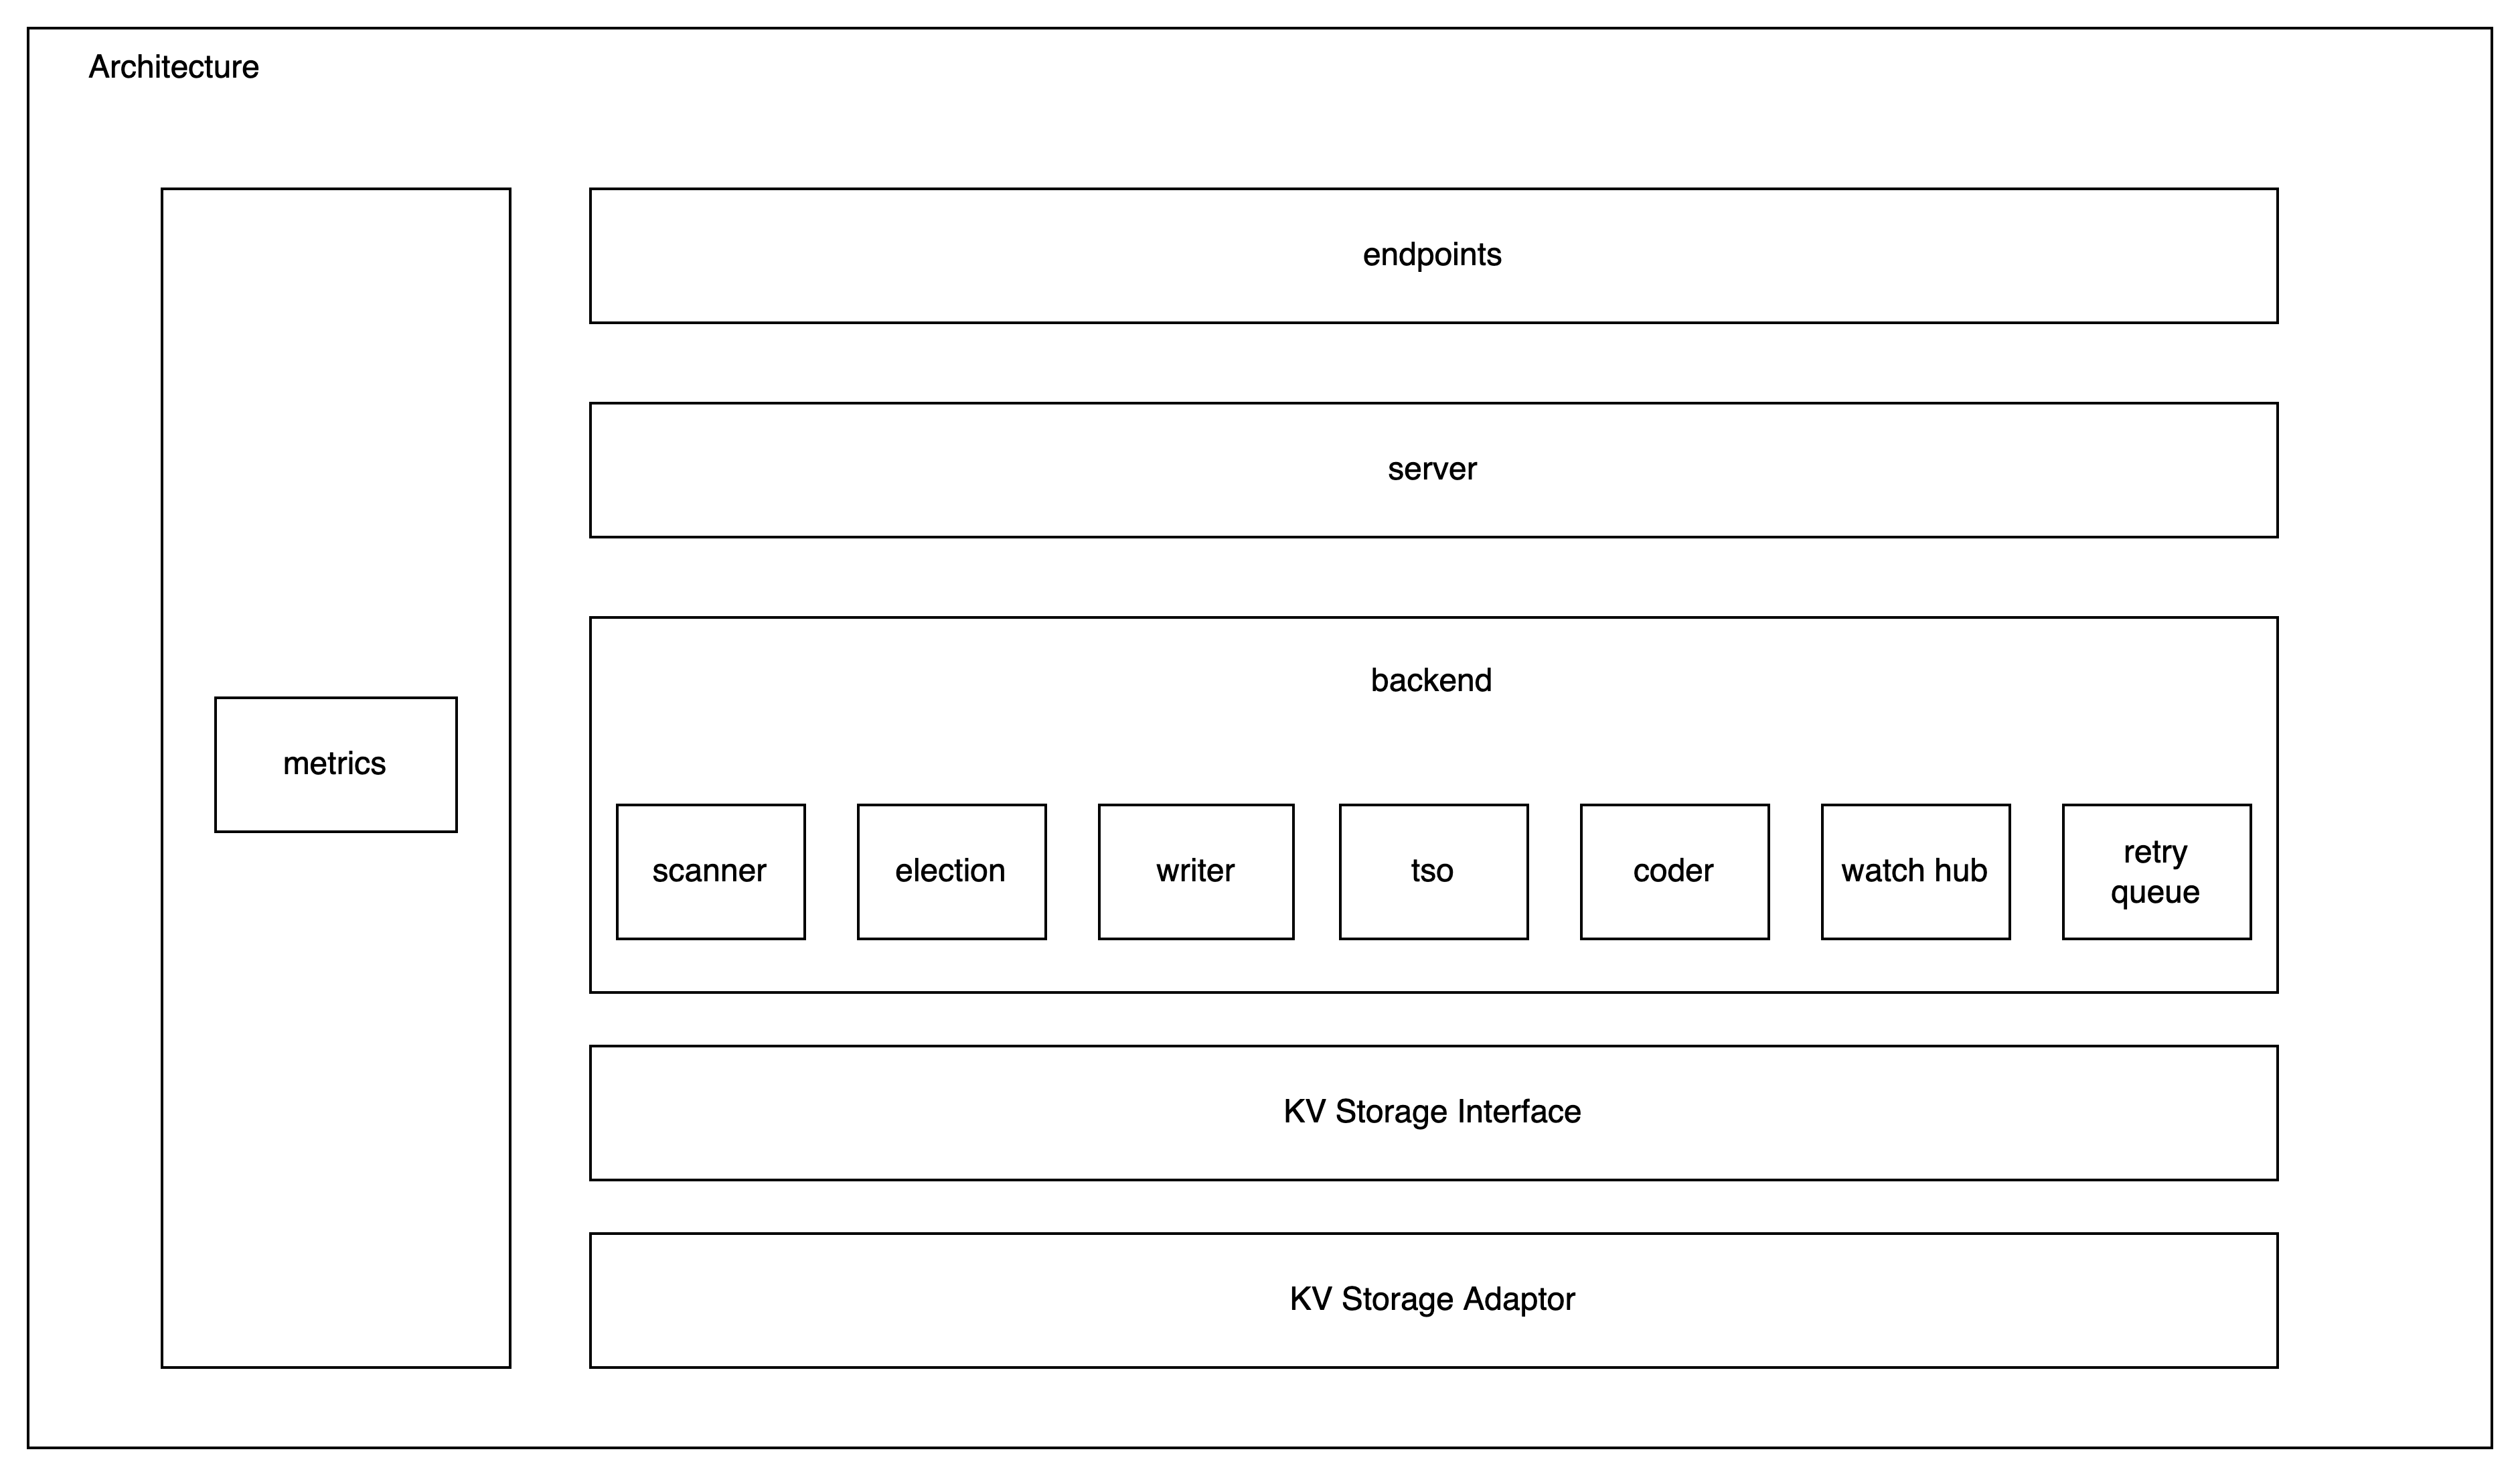 Architecture
endpoints
server
metrics
backend
scanner
election
writer
tso
coder
watch hub
retry
queue
KV Storage Interface
KV Storage Adaptor